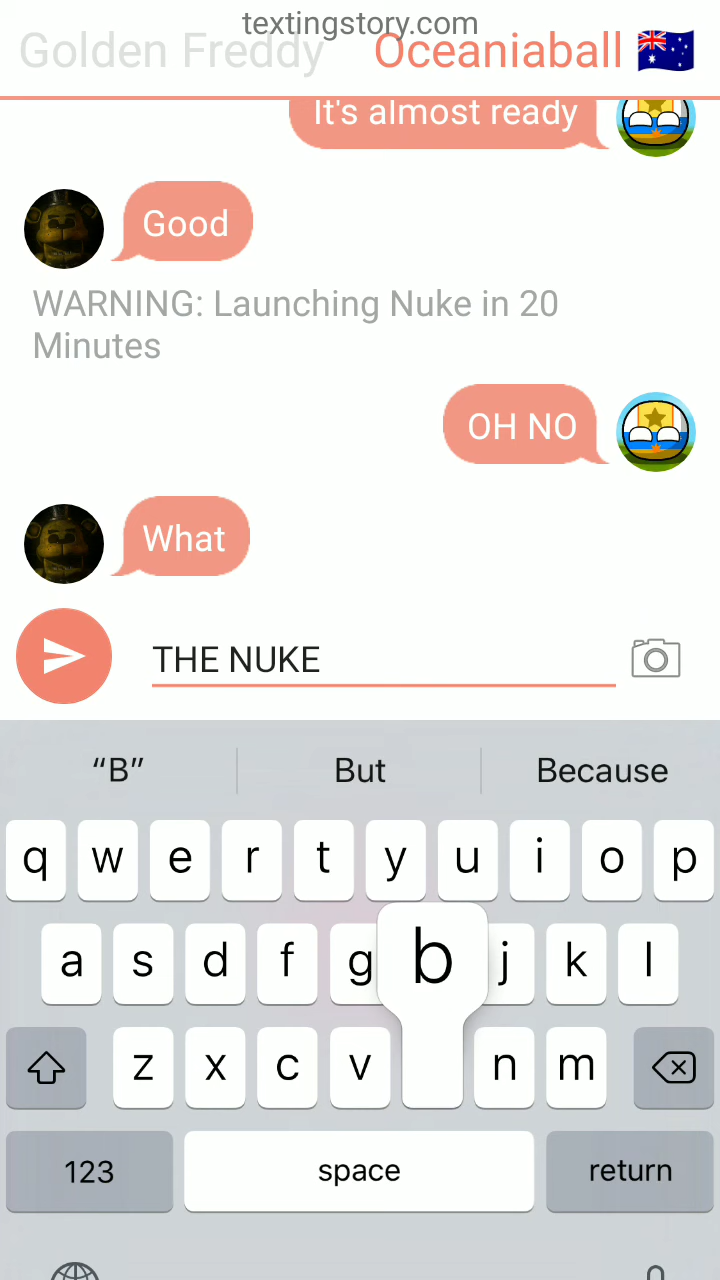 textingstory.com
Golden Freddy Oceaniaball 🇦🇺
It's almost ready
Good
WARNING: Launching Nuke in 20
Minutes
OH NO
What
THE NUKE
“B” But Because
q w e r t y u i o p
a s d f g b j k l
z x c v n m
123 space return